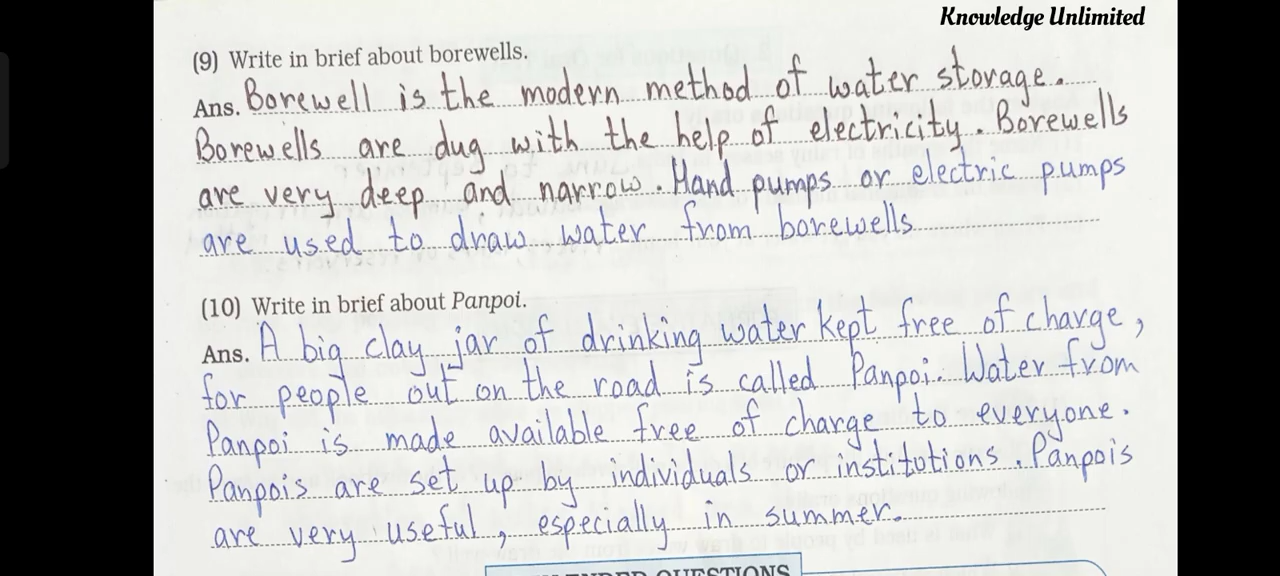 Knowledge Unlimited
(9) Write in brief about borewells.
Ans. Borewell is the modern method of water storage.
Borewells are dug with the help of electricity. Borewells
are very deep and narrow. Hand pumps or electric pumps
are used to draw water from borewells
(10) Write in brief about Panpoi.
Ans. A big clay jar of drinking water kept free of charge,
for people out on the road is called Panpoi. Water from
Panpoi is made available free of charge to everyone.
Panpois are set up by individuals or institutions. Panpois
are very useful, especially in summer.
QUESTIONS